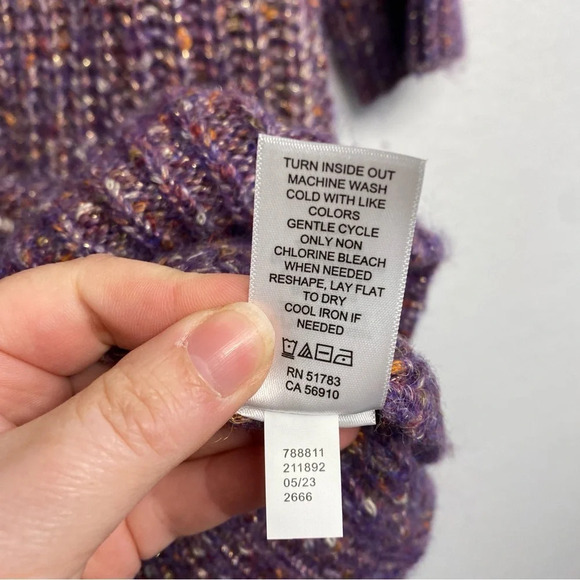 TURN INSIDE OUT
MACHINE WASH
COLD WITH LIKE
COLORS
GENTLE CYCLE
ONLY NON
CHLORINE BLEACH
WHEN NEEDED
RESHAPE, LAY FLAT
TO DRY
COOL IRON IF
NEEDED
RN 51783
CA 56910
788811
211892
05/23
2666